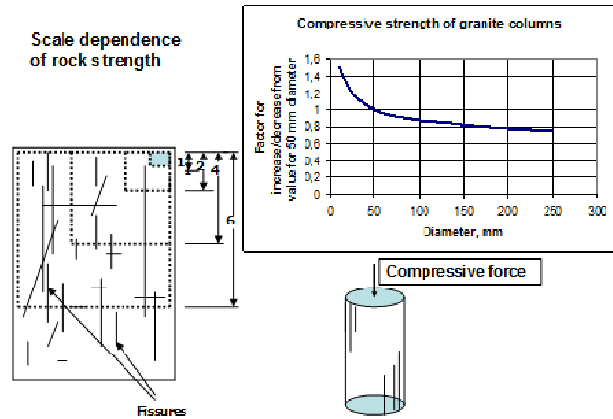 Scale dependence
of rock strength
Compressive strength of granite columns
Factor for
increase/decrease from
value for 50 mm diameter
1,6
1,4
1,2
1
0,8
0,6
0,4
0,2
0
0 50 100 150 200 250 300
Diameter, mm
1 2 4
Compressive force
Fissures